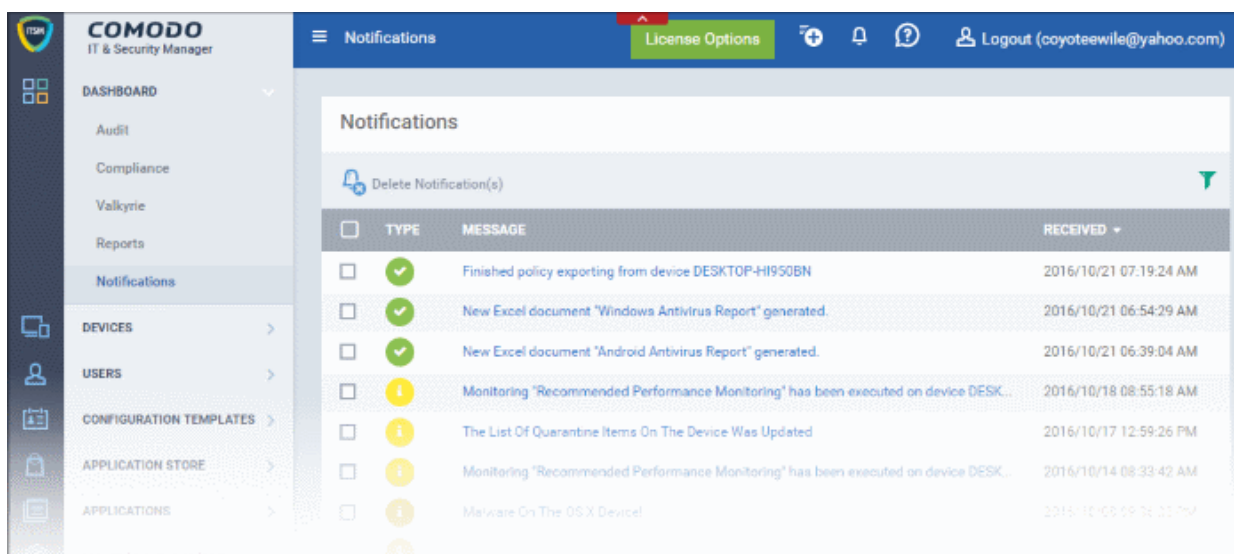 ITSM
COMODO
IT & Security Manager
Notifications
License Options
Logout (coyoteewile@yahoo.com)
DASHBOARD
Audit
Compliance
Valkyrie
Reports
Notifications
DEVICES
USERS
CONFIGURATION TEMPLATES
APPLICATION STORE
APPLICATIONS
Notifications
Delete Notification(s)
TYPE MESSAGE RECEIVED
Finished policy exporting from device DESKTOP-HI950BN 2016/10/21 07:19:24 AM
New Excel document "Windows Antivirus Report" generated. 2016/10/21 06:54:29 AM
New Excel document "Android Antivirus Report" generated. 2016/10/21 06:39:04 AM
Monitoring "Recommended Performance Monitoring" has been executed on device DESK... 2016/10/18 08:55:18 AM
The List Of Quarantine Items On The Device Was Updated 2016/10/17 12:59:26 PM
Monitoring "Recommended Performance Monitoring" has been executed on device DESK... 2016/10/14 08:33:42 AM
Malware On The OS X Device!